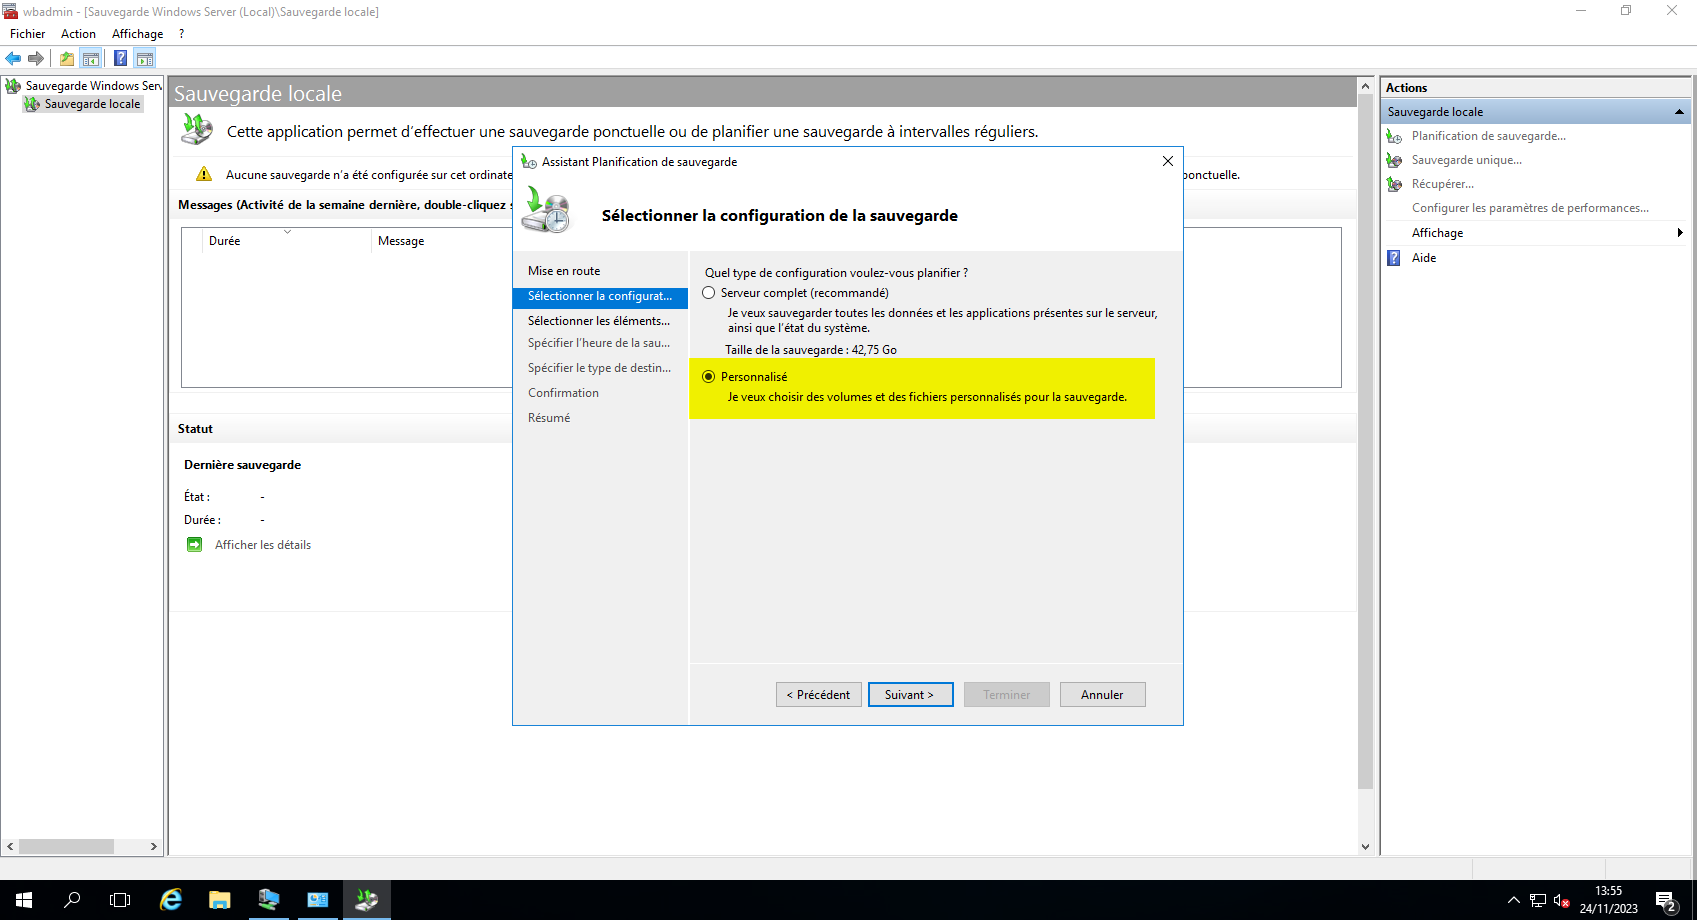 wbadmin - [Sauvegarde Windows Server (Local)\Sauvegarde locale]
Fichier Action Affichage ?
Sauvegarde Windows Serv
Sauvegarde locale
Sauvegarde locale
Cette application permet d’effectuer une sauvegarde ponctuelle ou de planifier une sauvegarde à intervalles réguliers.
Aucune sauvegarde n’a été configurée sur cet ordinate
ponctuelle.
Messages (Activité de la semaine dernière, double-cliquez s
Durée Message
Statut
Dernière sauvegarde
État : -
Durée : -
Afficher les détails
Assistant Planification de sauvegarde
Sélectionner la configuration de la sauvegarde
Mise en route
Sélectionner la configurat...
Sélectionner les éléments...
Spécifier l’heure de la sau...
Spécifier le type de destin...
Confirmation
Résumé
Quel type de configuration voulez-vous planifier ?
Serveur complet (recommandé)
Je veux sauvegarder toutes les données et les applications présentes sur le serveur,
ainsi que l’état du système.
Taille de la sauvegarde : 42,75 Go
Personnalisé
Je veux choisir des volumes et des fichiers personnalisés pour la sauvegarde.
< Précédent Suivant > Terminer Annuler
Actions
Sauvegarde locale
Planification de sauvegarde...
Sauvegarde unique...
Récupérer...
Configurer les paramètres de performances...
Affichage
Aide
13:55
24/11/2023
2